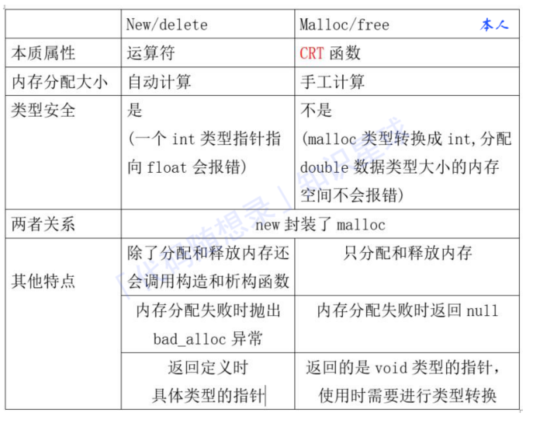 New/delete
Malloc/free
本人
本质属性
运算符
CRT 函数
内存分配大小
自动计算
手工计算
类型安全
是
(一个 int 类型指针指
向 float 会报错)
不是
(malloc 类型转换成 int,分配
double 数据类型大小的内存
空间不会报错)
两者关系
new 封装了 malloc
其他特点
除了分配和释放内存还
会调用构造和析构函数
只分配和释放内存
内存分配失败时抛出
bad_alloc 异常
内存分配失败时返回 null
返回定义时
具体类型的指针
返回的是 void 类型的指针，
使用时需要进行类型转换
「代码随想录」知识星球